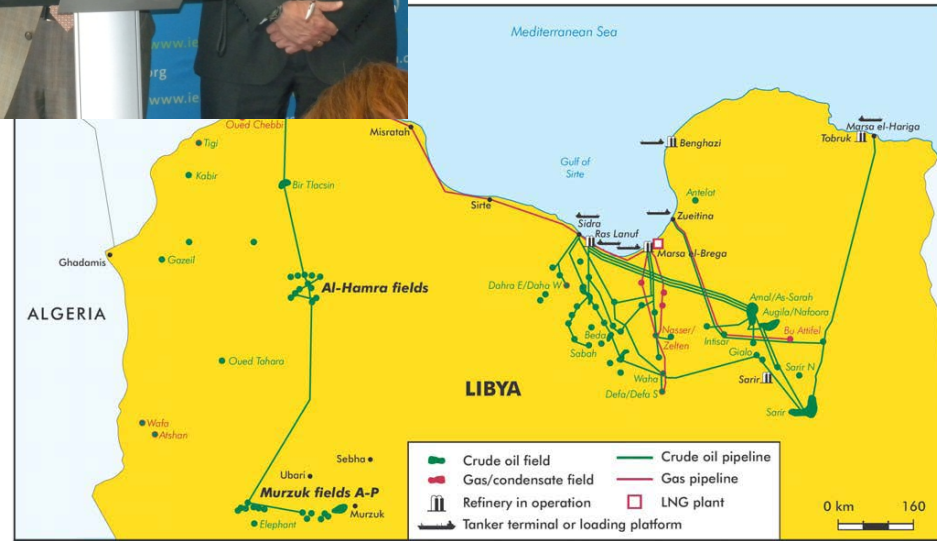 www.ie
.org
www.ie
Mediterranean Sea
Oued Chebbi
Tigi
Kabir
Bir Tlacsin
Misratah
Gulf of
Sirte
Sirte
Benghazi
Marsa el-Hariga
Tobruk
Antelat
Zueitina
Sidra
Ras Lanuf
Marsa el-Brega
Ghadamis
Gazeil
Al-Hamra fields
Dahra E/Daha W
Amal/As-Sarah
Augila/Nafoora
ALGERIA
Beda
Nasser/
Zelten
Intisar
Bu Attifel
Sabah
Gialo
Oued Tahara
Waha
Sarir
Sarir N
LIBYA
Defa/Defa S
Sarir
Wafa
Atshan
Sebha
Ubari
Murzuk fields A-P
Murzuk
Elephant
Crude oil field
Crude oil pipeline
Gas/condensate field
Gas pipeline
Refinery in operation
LNG plant
Tanker terminal or loading platform
0 km 160